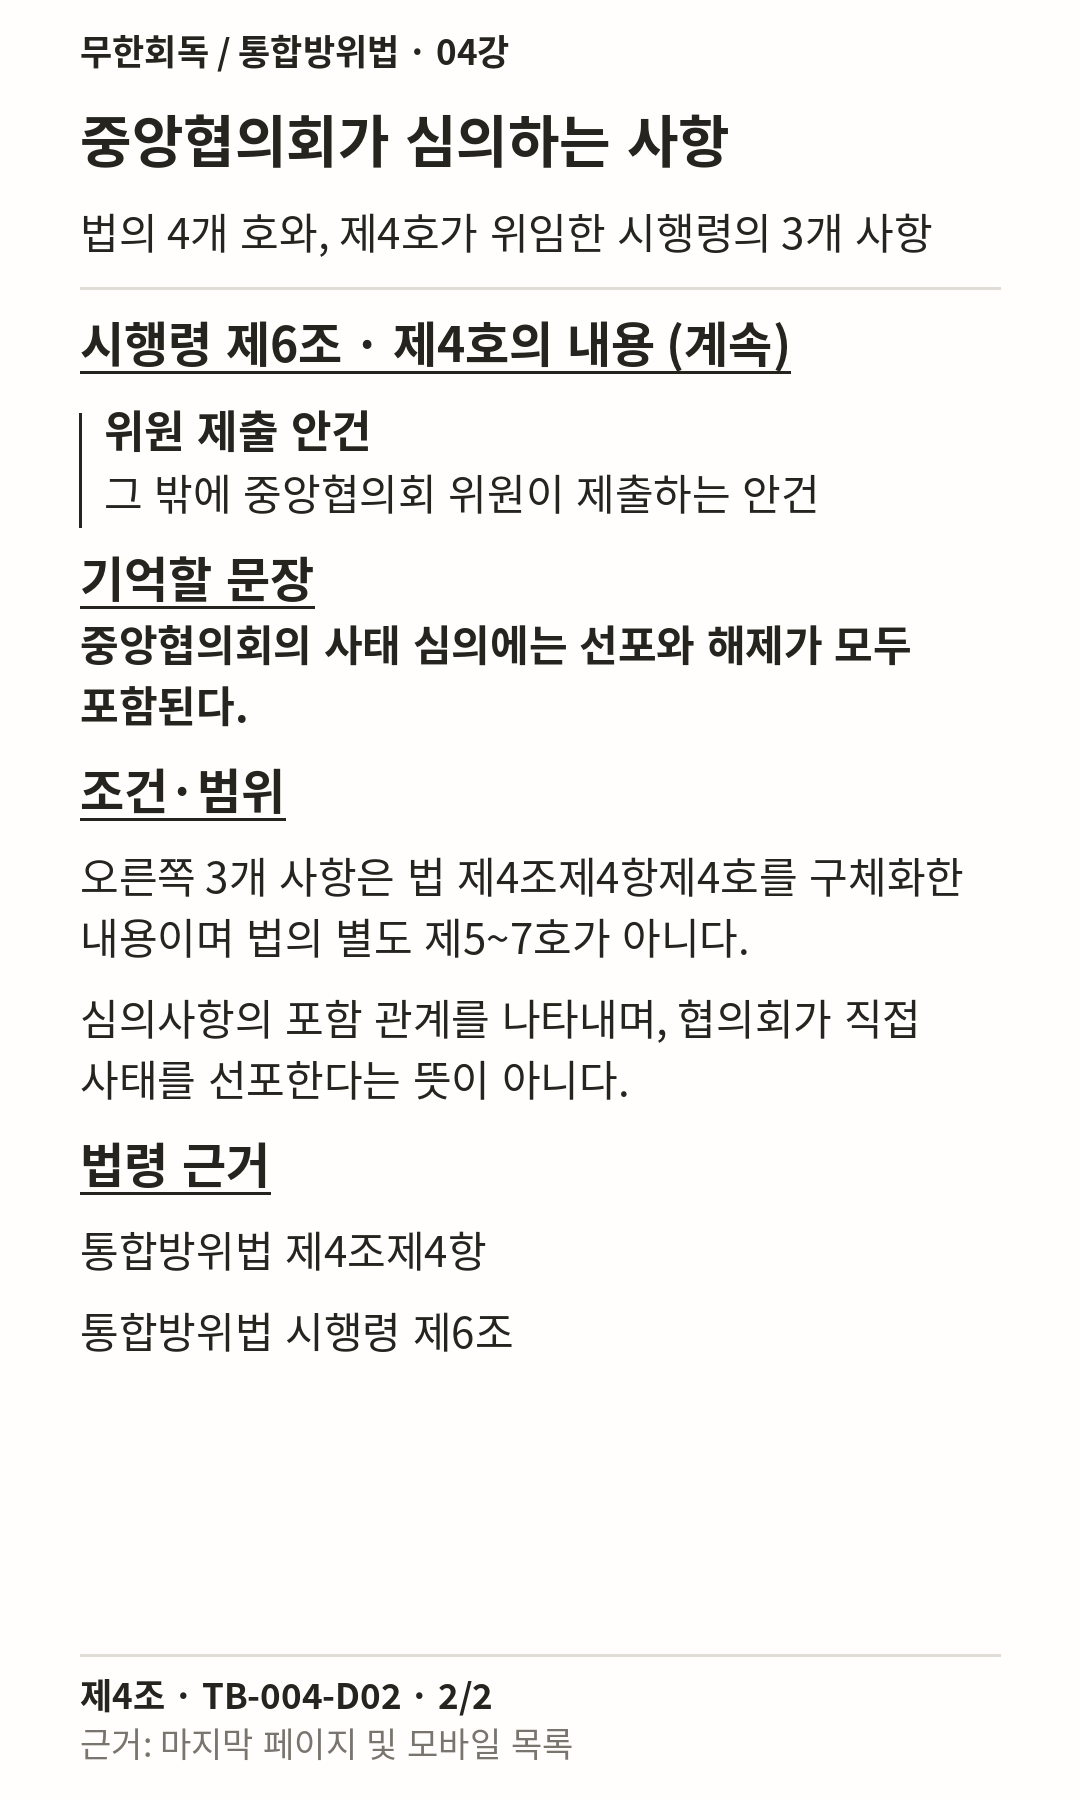 무한회독 / 통합방위법 · 04강
중앙협의회가 심의하는 사항
법의 4개 호와, 제4호가 위임한 시행령의 3개 사항
시행령 제6조 · 제4호의 내용 (계속)
위원 제출 안건
그 밖에 중앙협의회 위원이 제출하는 안건
기억할 문장
중앙협의회의 사태 심의에는 선포와 해제가 모두
포함된다.
조건·범위
오른쪽 3개 사항은 법 제4조제4항제4호를 구체화한
내용이며 법의 별도 제5~7호가 아니다.
심의사항의 포함 관계를 나타내며, 협의회가 직접
사태를 선포한다는 뜻이 아니다.
법령 근거
통합방위법 제4조제4항
통합방위법 시행령 제6조
제4조 · TB-004-D02 · 2/2
근거: 마지막 페이지 및 모바일 목록